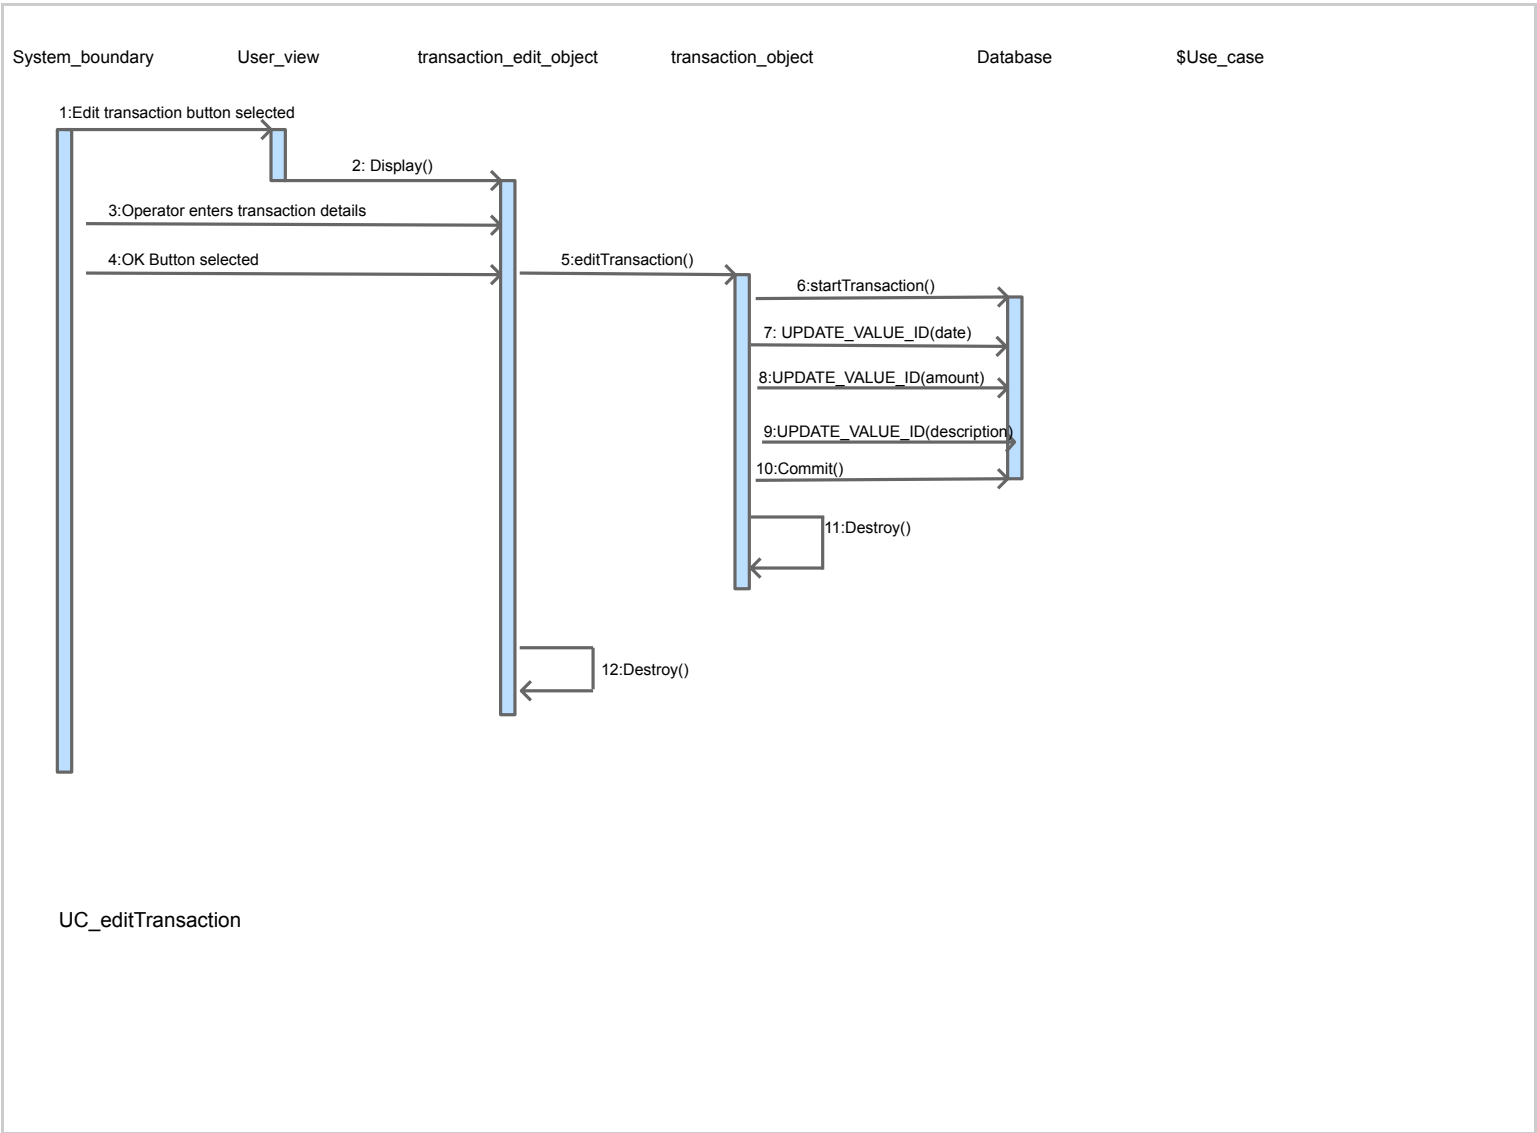 System_boundary
User_view
transaction_edit_object
transaction_object
Database
$Use_case
1:Edit transaction button selected
2: Display()
3:Operator enters transaction details
4:OK Button selected
5:editTransaction()
6:startTransaction()
7: UPDATE_VALUE_ID(date)
8:UPDATE_VALUE_ID(amount)
9:UPDATE_VALUE_ID(description)
10:Commit()
11:Destroy()
12:Destroy()
UC_editTransaction